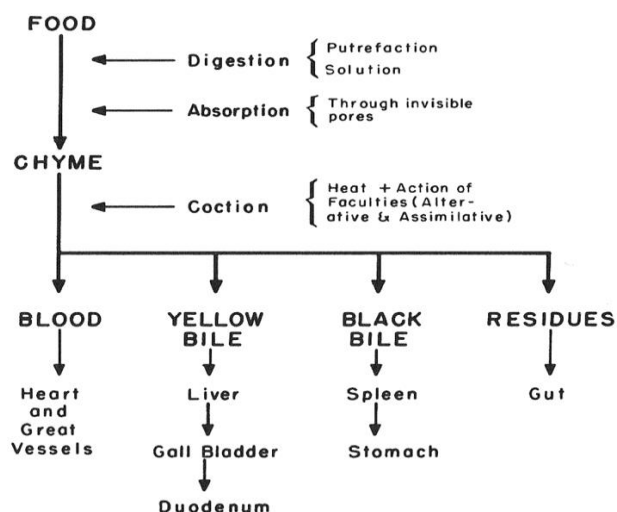 FOOD
Digestion
Putrefaction
Solution
Absorption
Through invisible
pores
CHYME
Coction
Heat + Action of
Faculties (Alter-
ative & Assimilative)
BLOOD
YELLOW
BILE
BLACK
BILE
RESIDUES
Heart
and
Great
Vessels
Liver
Spleen
Gut
Gall Bladder
Stomach
Duodenum